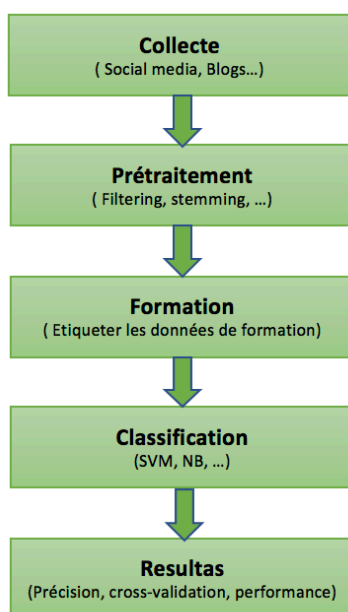 Collecte
( Social media, Blogs...)
Prétraitement
( Filtering, stemming, ...)
Formation
( Etiqueter les données de formation)
Classification
(SVM, NB, ...)
Resultas
(Précision, cross-validation, performance)